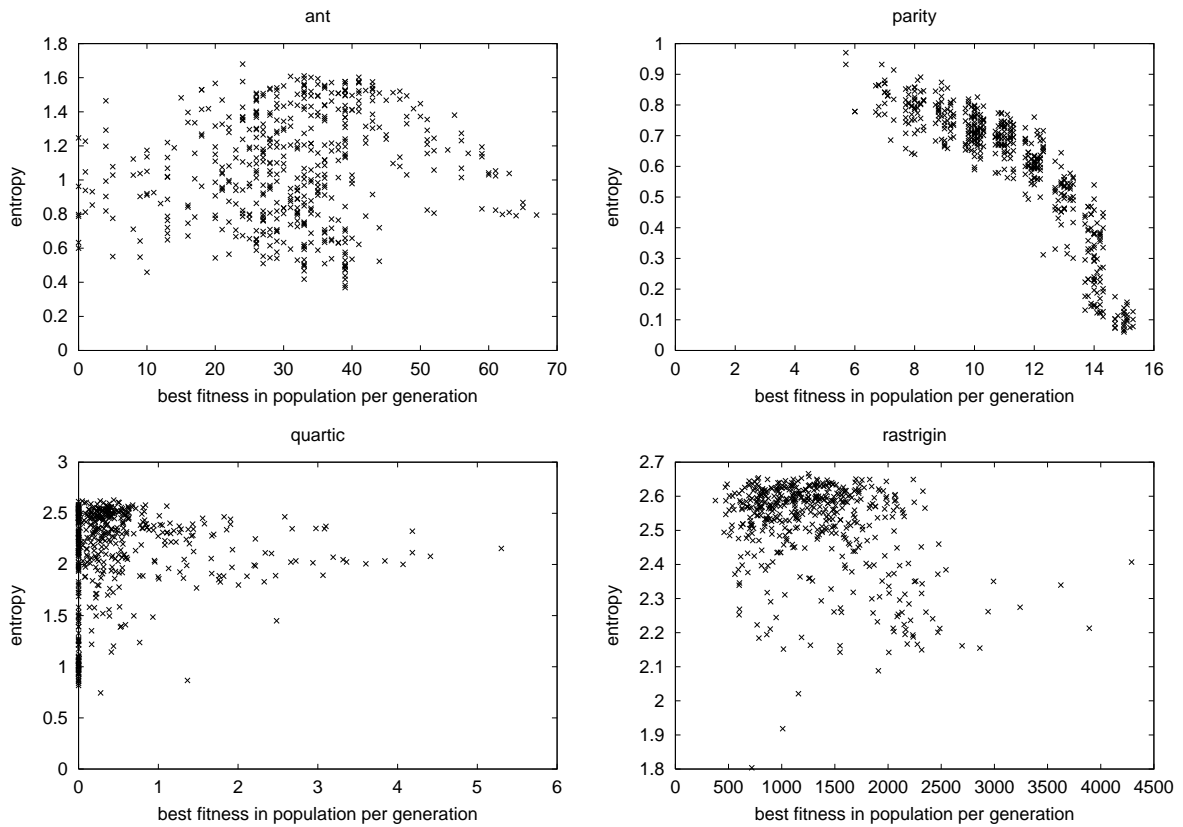 ant
1.8
1.6
1.4
1.2
1
0.8
0.6
0.4
0.2
0
entropy
0 10 20 30 40 50 60 70
best fitness in population per generation
parity
1
0.9
0.8
0.7
0.6
0.5
0.4
0.3
0.2
0.1
0
entropy
0 2 4 6 8 10 12 14 16
best fitness in population per generation
quartic
3
2.5
2
1.5
1
0.5
0
entropy
0 1 2 3 4 5 6
best fitness in population per generation
rastrigin
2.7
2.6
2.5
2.4
2.3
2.2
2.1
2
1.9
1.8
entropy
0 500 1000 1500 2000 2500 3000 3500 4000 4500
best fitness in population per generation